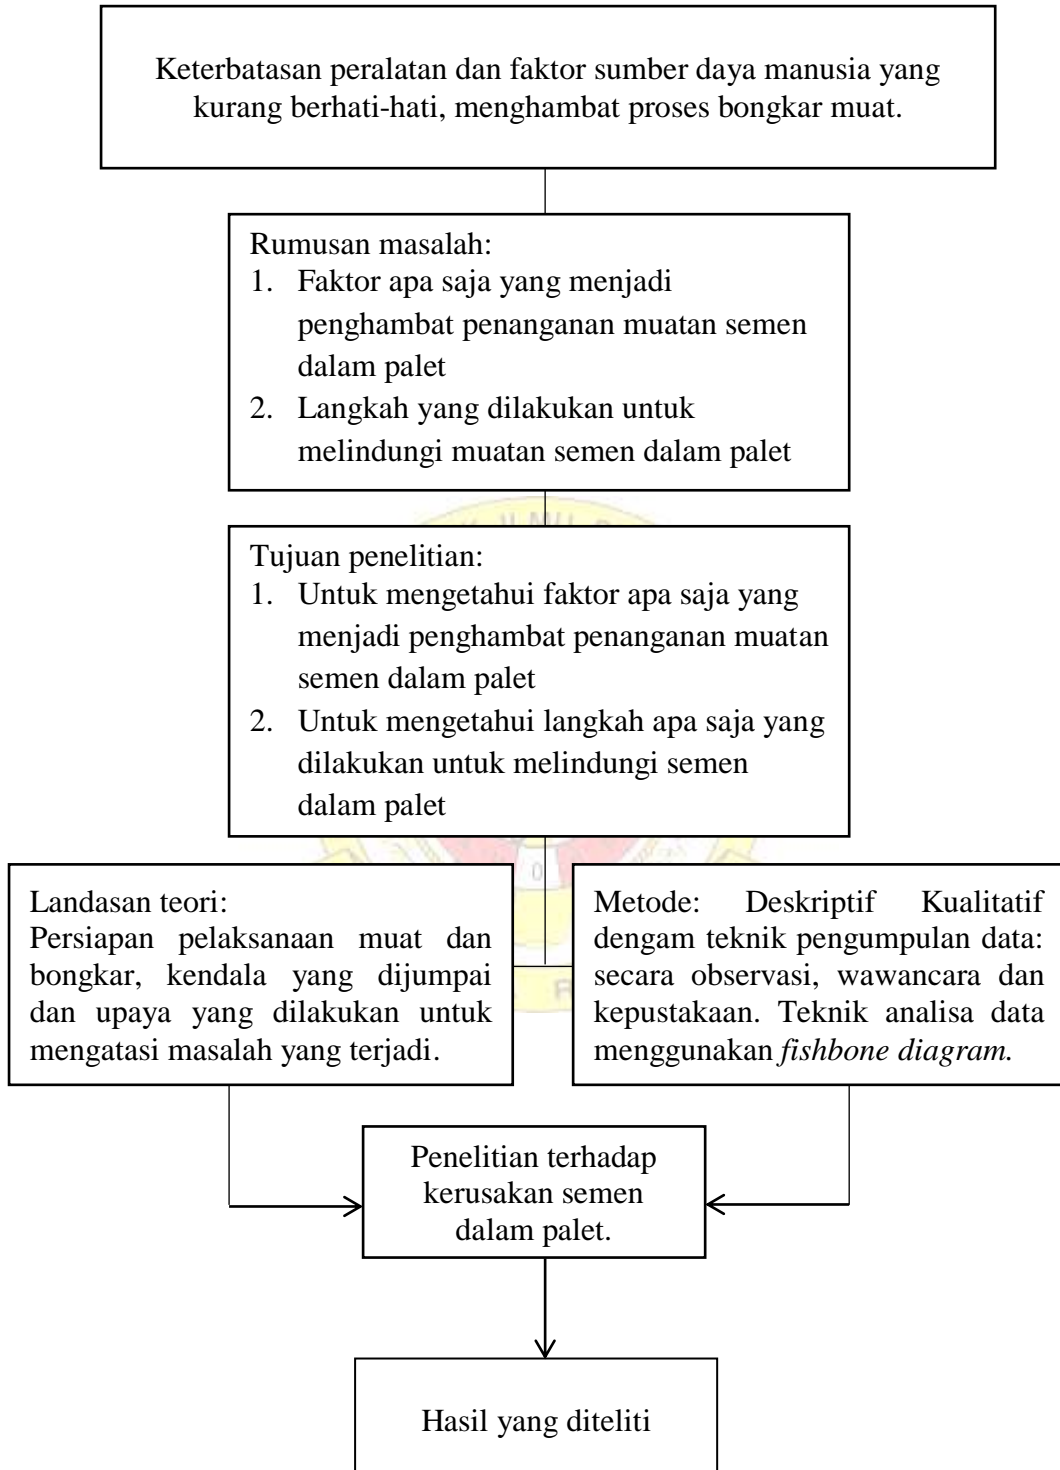 Keterbatasan peralatan dan faktor sumber daya manusia yang
kurang berhati-hati, menghambat proses bongkar muat.
Rumusan masalah:
1. Faktor apa saja yang menjadi
penghambat penanganan muatan semen
dalam palet
2. Langkah yang dilakukan untuk
melindungi muatan semen dalam palet
Tujuan penelitian:
1. Untuk mengetahui faktor apa saja yang
menjadi penghambat penanganan muatan
semen dalam palet
2. Untuk mengetahui langkah apa saja yang
dilakukan untuk melindungi semen
dalam palet
Landasan teori:
Persiapan pelaksanaan muat dan
bongkar, kendala yang dijumpai
dan upaya yang dilakukan untuk
mengatasi masalah yang terjadi.
Metode: Deskriptif Kualitatif
dengam teknik pengumpulan data:
secara observasi, wawancara dan
kepustakaan. Teknik analisa data
menggunakan fishbone diagram.
Penelitian terhadap
kerusakan semen
dalam palet.
Hasil yang diteliti